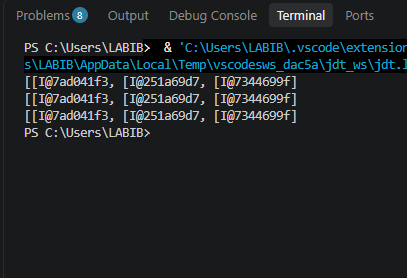 Problems 8 Output Debug Console Terminal Ports
PS C:\Users\LABIB> & 'C:\Users\LABIB\.vscode\extension
s\LABIB\AppData\Local\Temp\vscodesws_dac5a\jdt_ws\jdt.l
[[I@7ad041f3, [I@251a69d7, [I@7344699f]
[[I@7ad041f3, [I@251a69d7, [I@7344699f]
[[I@7ad041f3, [I@251a69d7, [I@7344699f]
PS C:\Users\LABIB>